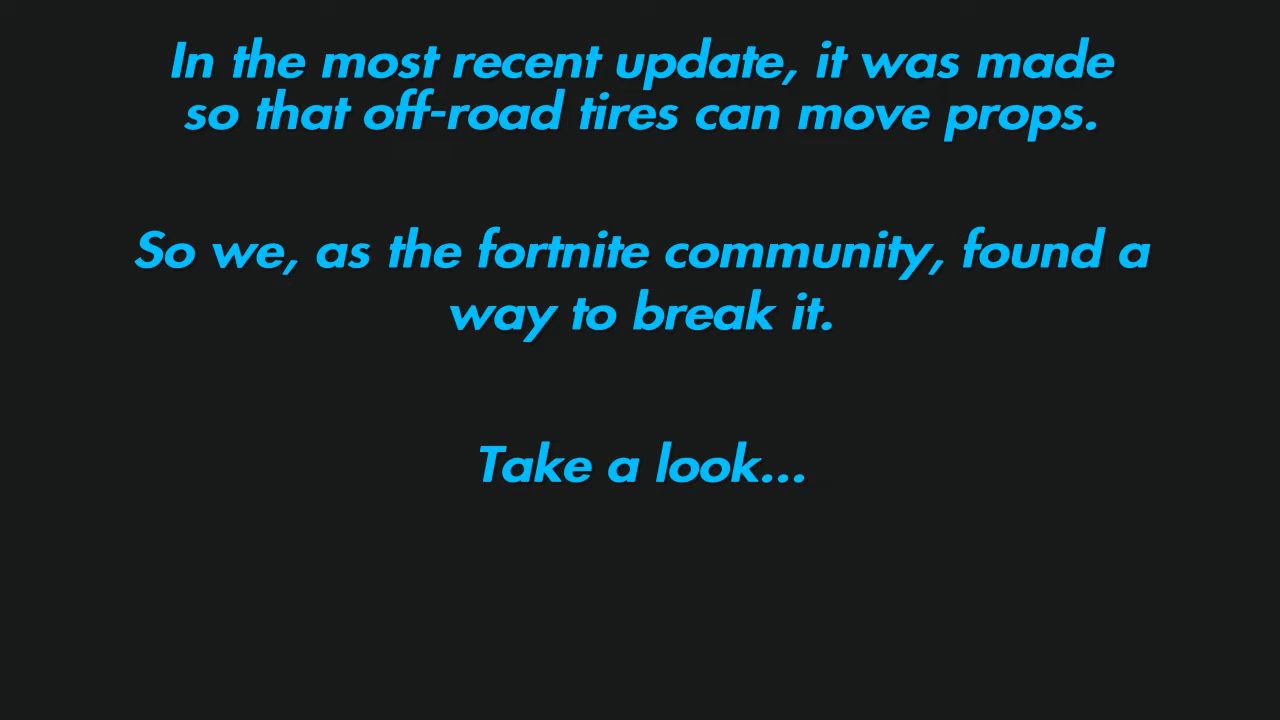 In the most recent update, it was made
so that off-road tires can move props.
So we, as the fortnite community, found a
way to break it.
Take a look...